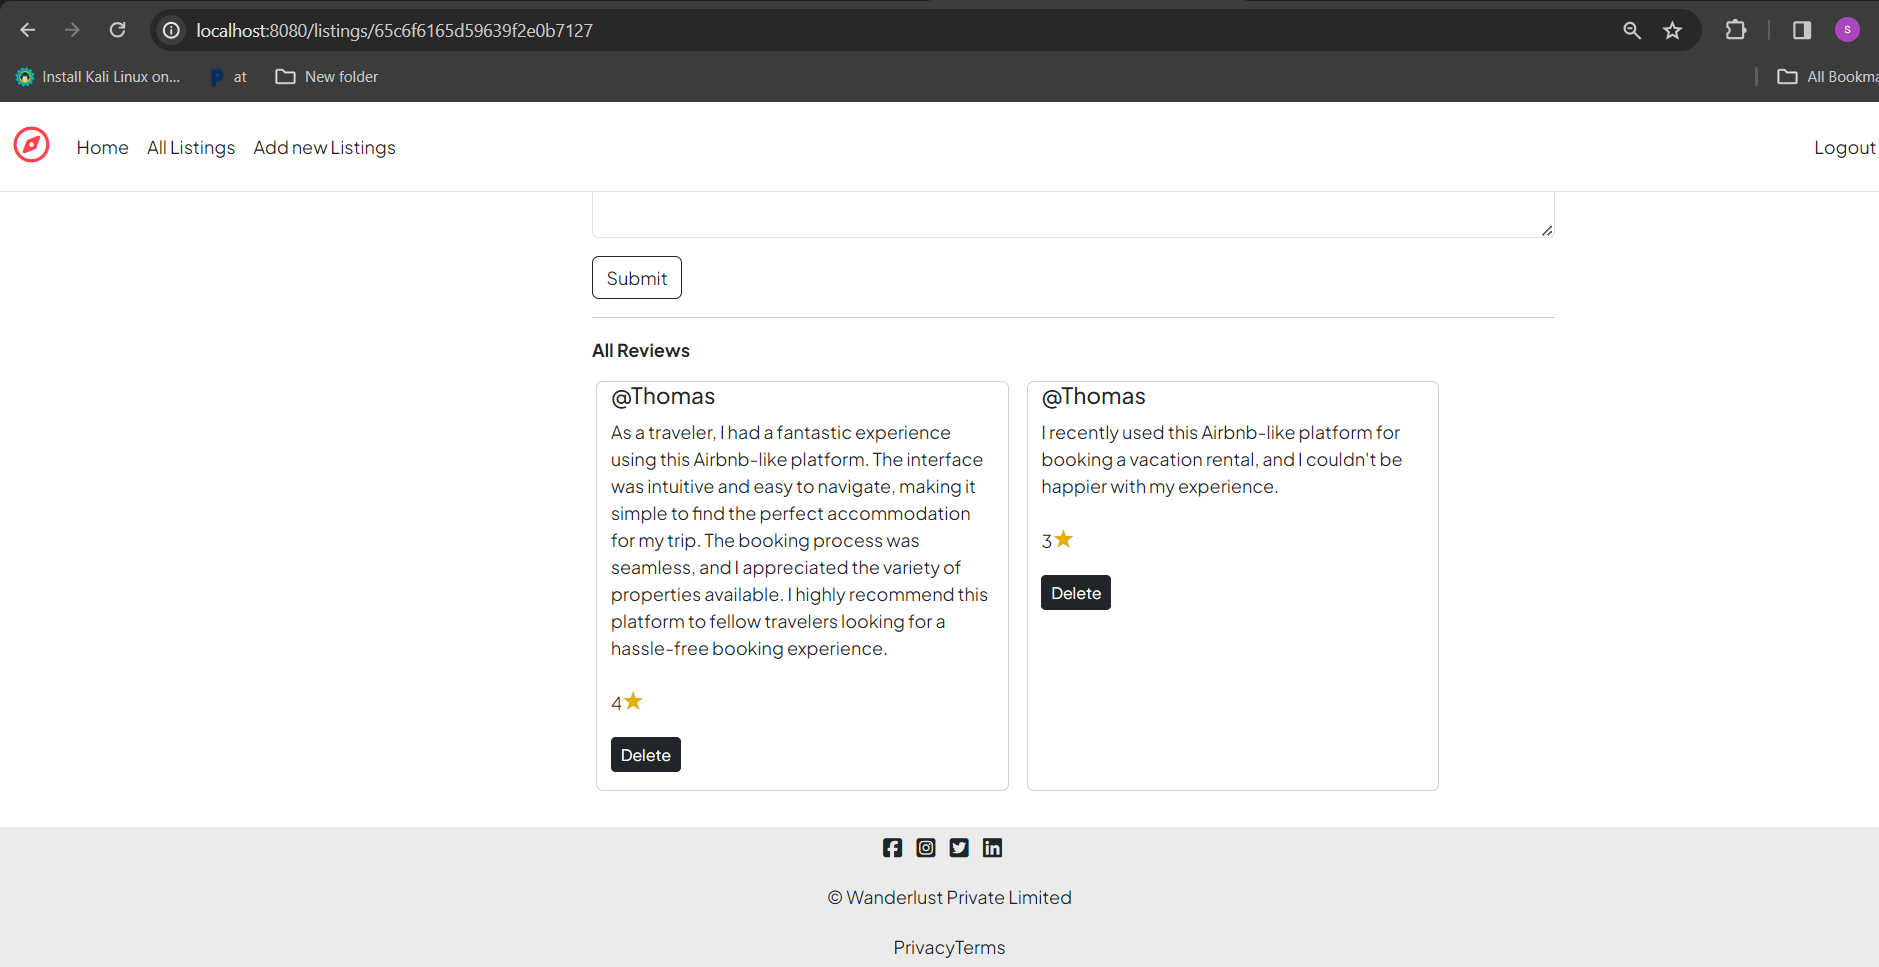 localhost:8080/listings/65c6f6165d59639f2e0b7127
S
Install Kali Linux on...
P at
New folder
All Bookma
Home All Listings Add new Listings
Logout
Submit
All Reviews
@Thomas
As a traveler, I had a fantastic experience
using this Airbnb-like platform. The interface
was intuitive and easy to navigate, making it
simple to find the perfect accommodation
for my trip. The booking process was
seamless, and I appreciated the variety of
properties available. I highly recommend this
platform to fellow travelers looking for a
hassle-free booking experience.
4★
Delete
@Thomas
I recently used this Airbnb-like platform for
booking a vacation rental, and I couldn't be
happier with my experience.
3★
Delete
© Wanderlust Private Limited
PrivacyTerms